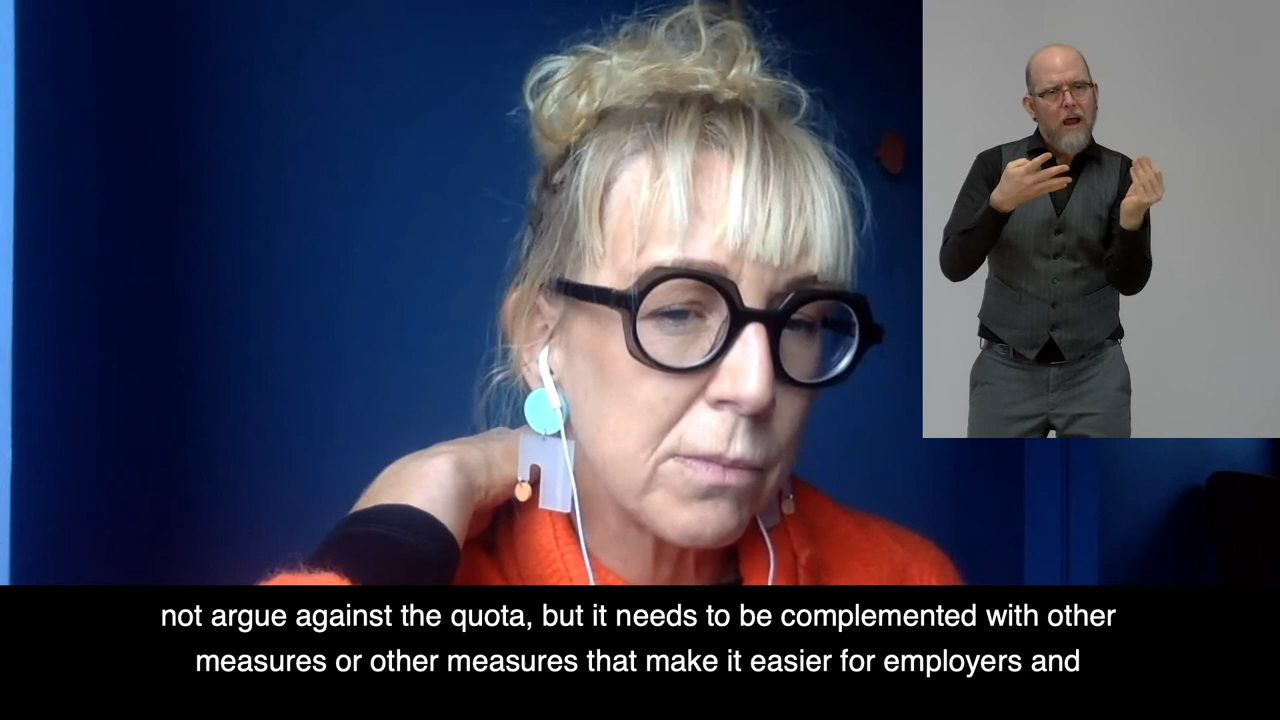 not argue against the quota, but it needs to be complemented with other
measures or other measures that make it easier for employers and